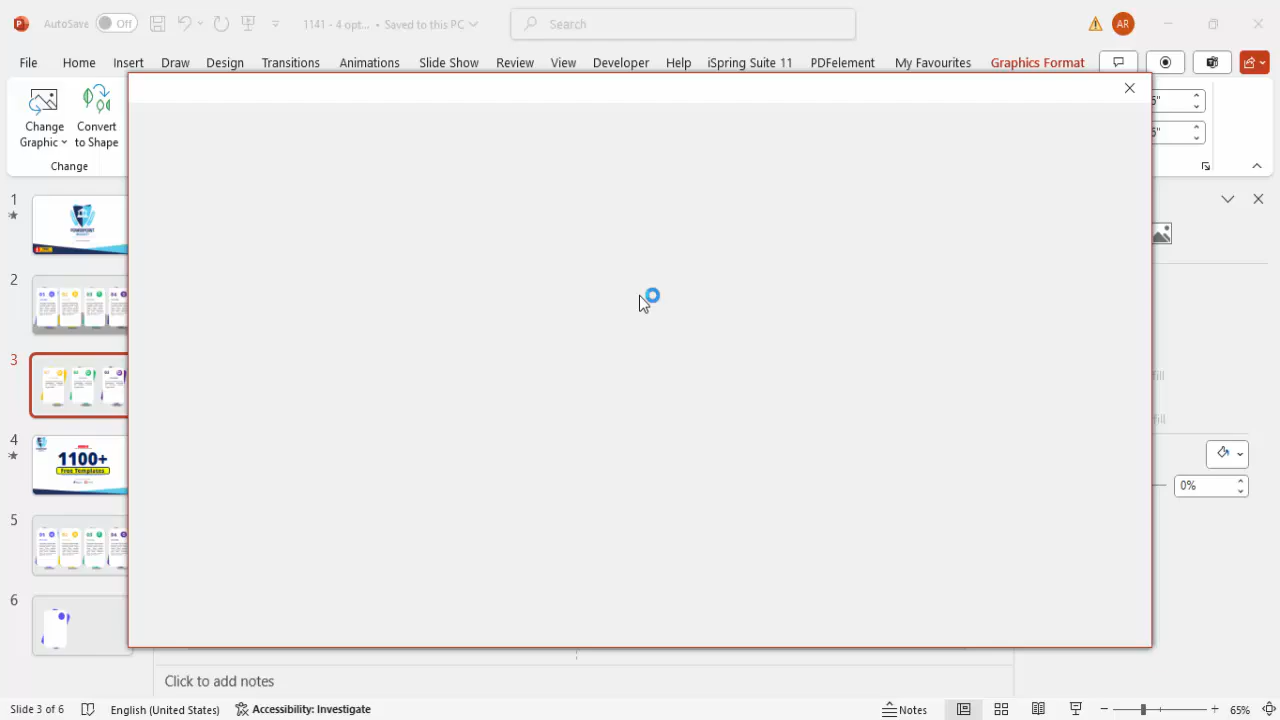 AutoSave Off 1141 - 4 opt... • Saved to this PC Search AR
File Home Insert Draw Design Transitions Animations Slide Show Review View Developer Help iSpring Suite 11 PDFelement My Favourites Graphics Format
Change Graphic
Convert to Shape
Change
1
2
3
4
1100+
Free Templates
5
6
fill
fill
0%
Click to add notes
Slide 3 of 6 English (United States) Accessibility: Investigate Notes 65%